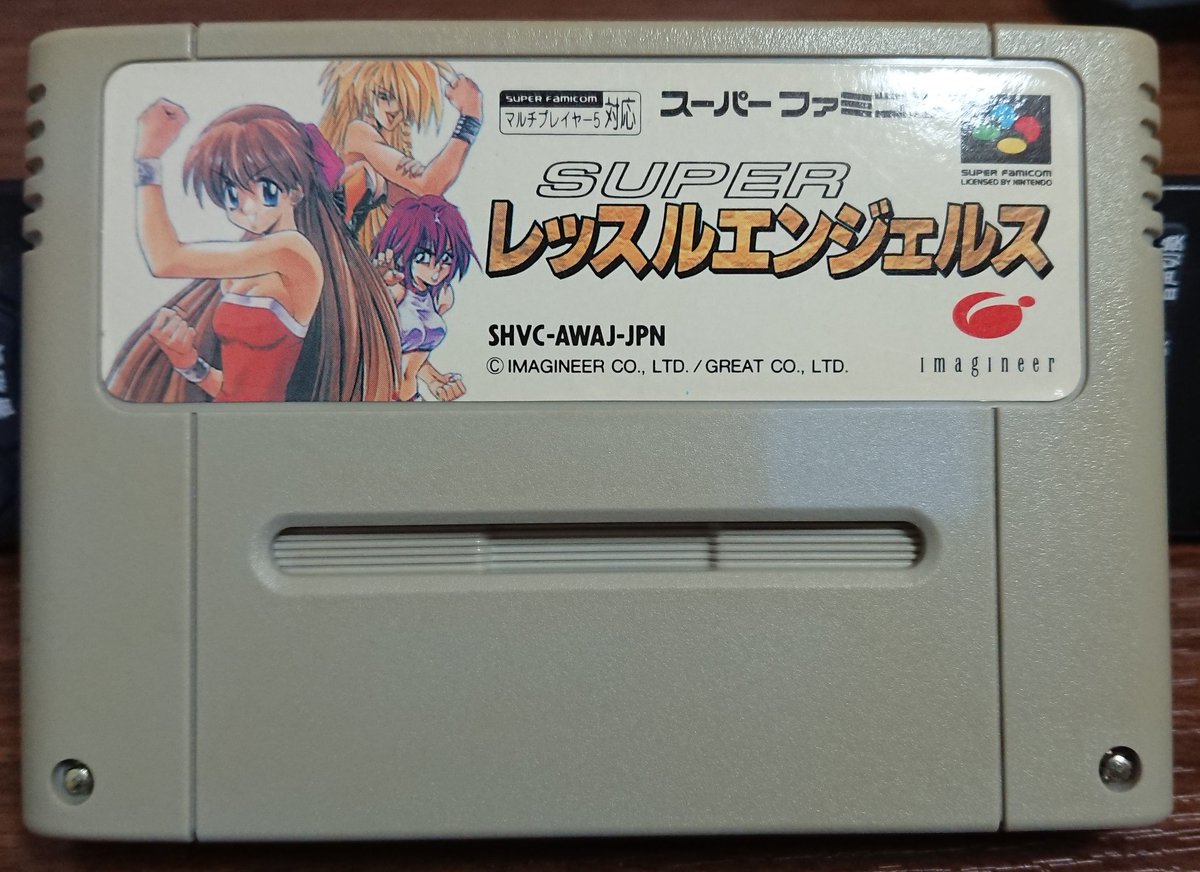 SUPER FAMICOM
マルチプレイヤー5
対応
スーパーファミ
SUPER FAMICOM
LICENSED BY NINTENDO
SUPER
レッスルエンジェルス
SHVC-AWAJ-JPN
©IMAGINEER CO., LTD. / GREAT CO., LTD.
imagineer